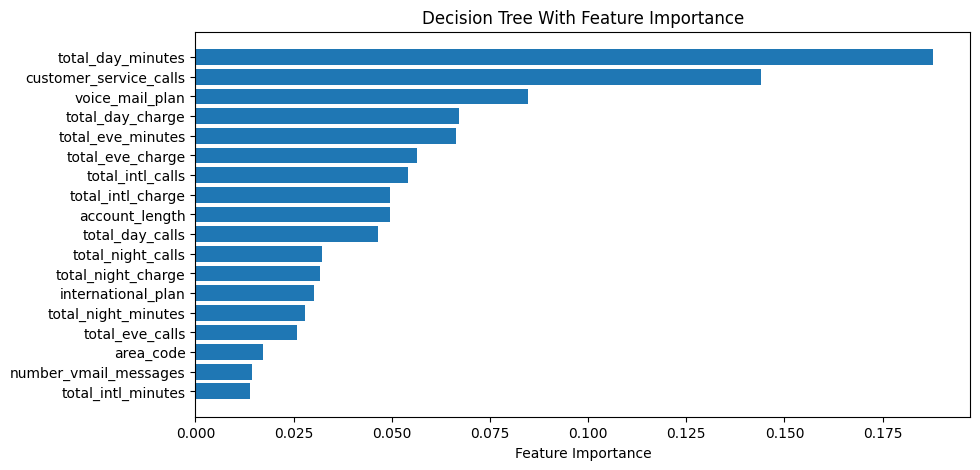 Decision Tree With Feature Importance
total_day_minutes
customer_service_calls
voice_mail_plan
total_day_charge
total_eve_minutes
total_eve_charge
total_intl_calls
total_intl_charge
account_length
total_day_calls
total_night_calls
total_night_charge
international_plan
total_night_minutes
total_eve_calls
area_code
number_vmail_messages
total_intl_minutes
0.000 0.025 0.050 0.075 0.100 0.125 0.150 0.175
Feature Importance